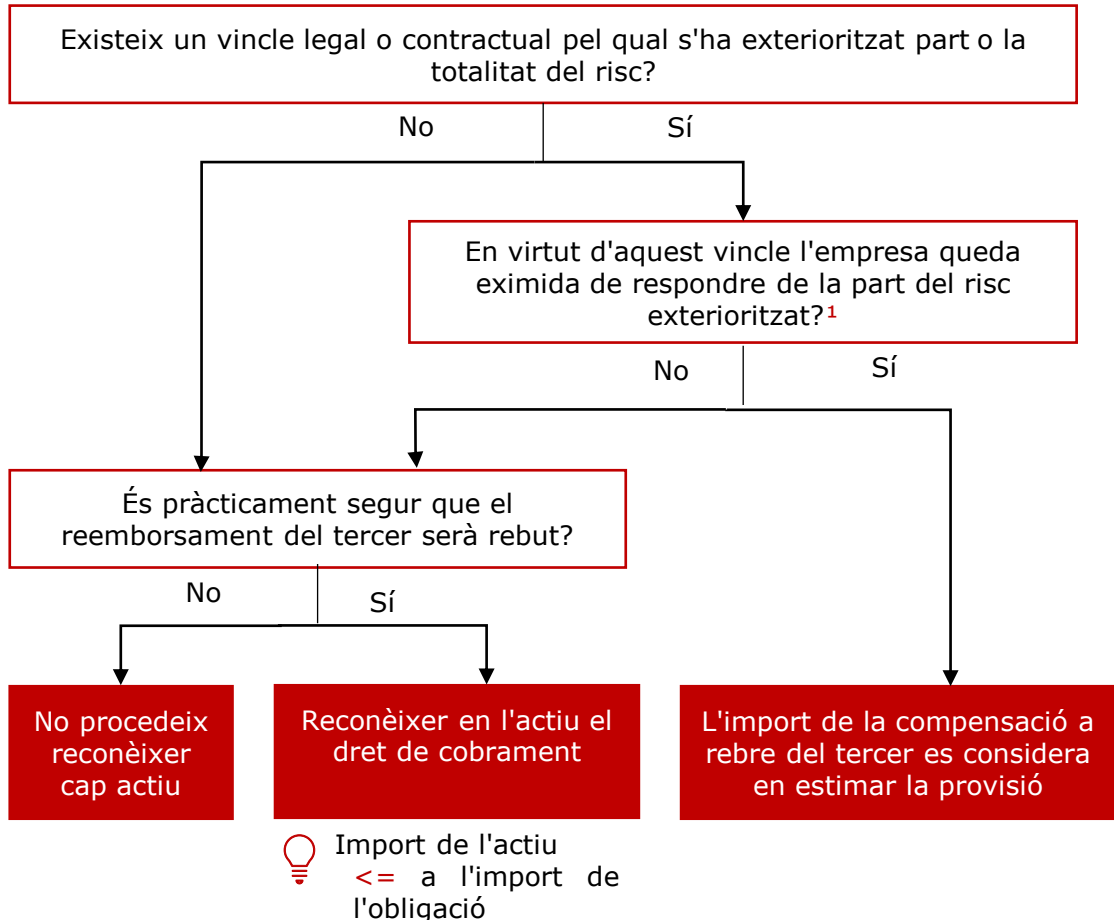 Existeix un vincle legal o contractual pel qual s'ha exterioritzat part o la
totalitat del risc?
No
Sí
En virtut d'aquest vincle l'empresa queda
eximida de respondre de la part del risc
exterioritzat?¹
No
Sí
És pràcticament segur que el
reemborsament del tercer serà rebut?
No
Sí
No procedeix
reconèixer
cap actiu
Reconèixer en l'actiu el
dret de cobrament
L'import de la compensació a
rebre del tercer es considera
en estimar la provisió
Import de l'actiu
<= a l'import de
l'obligació